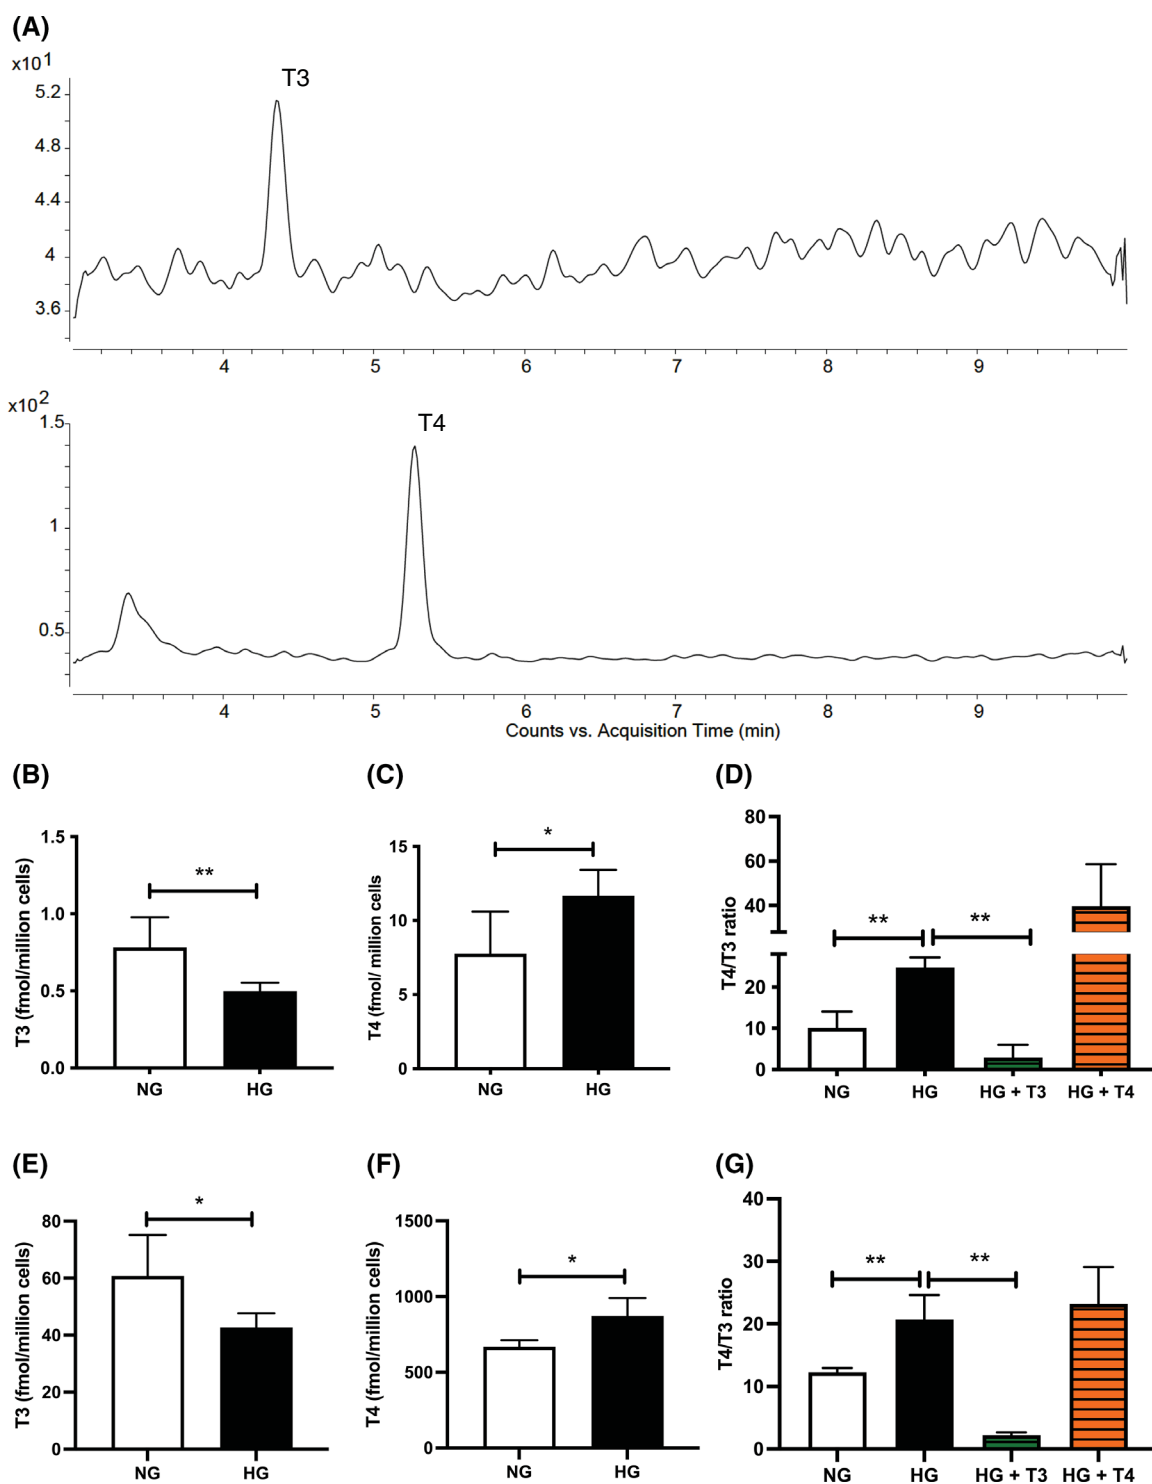 (A)
x10¹
T3
5.2
4.8
4.4
4
3.6
4 5 6 7 8 9
x10²
T4
1.5
1
0.5
4 5 6 7 8 9
Counts vs. Acquisition Time (min)
(B)
T3 (fmol/million cells)
1.5
1.0
0.5
0.0
**
NG HG
(C)
T4 (fmol/ million cells
15
10
5
0
*
NG HG
(D)
T4/T3 ratio
80
60
40
20
10
0
** **
NG HG HG + T3 HG + T4
(E)
T3 (fmol/million cells)
80
60
40
20
0
*
NG HG
(F)
T4 (fmol/million cells)
1500
1000
500
0
*
NG HG
(G)
T4/T3 ratio
40
30
20
10
0
** **
NG HG HG + T3 HG + T4